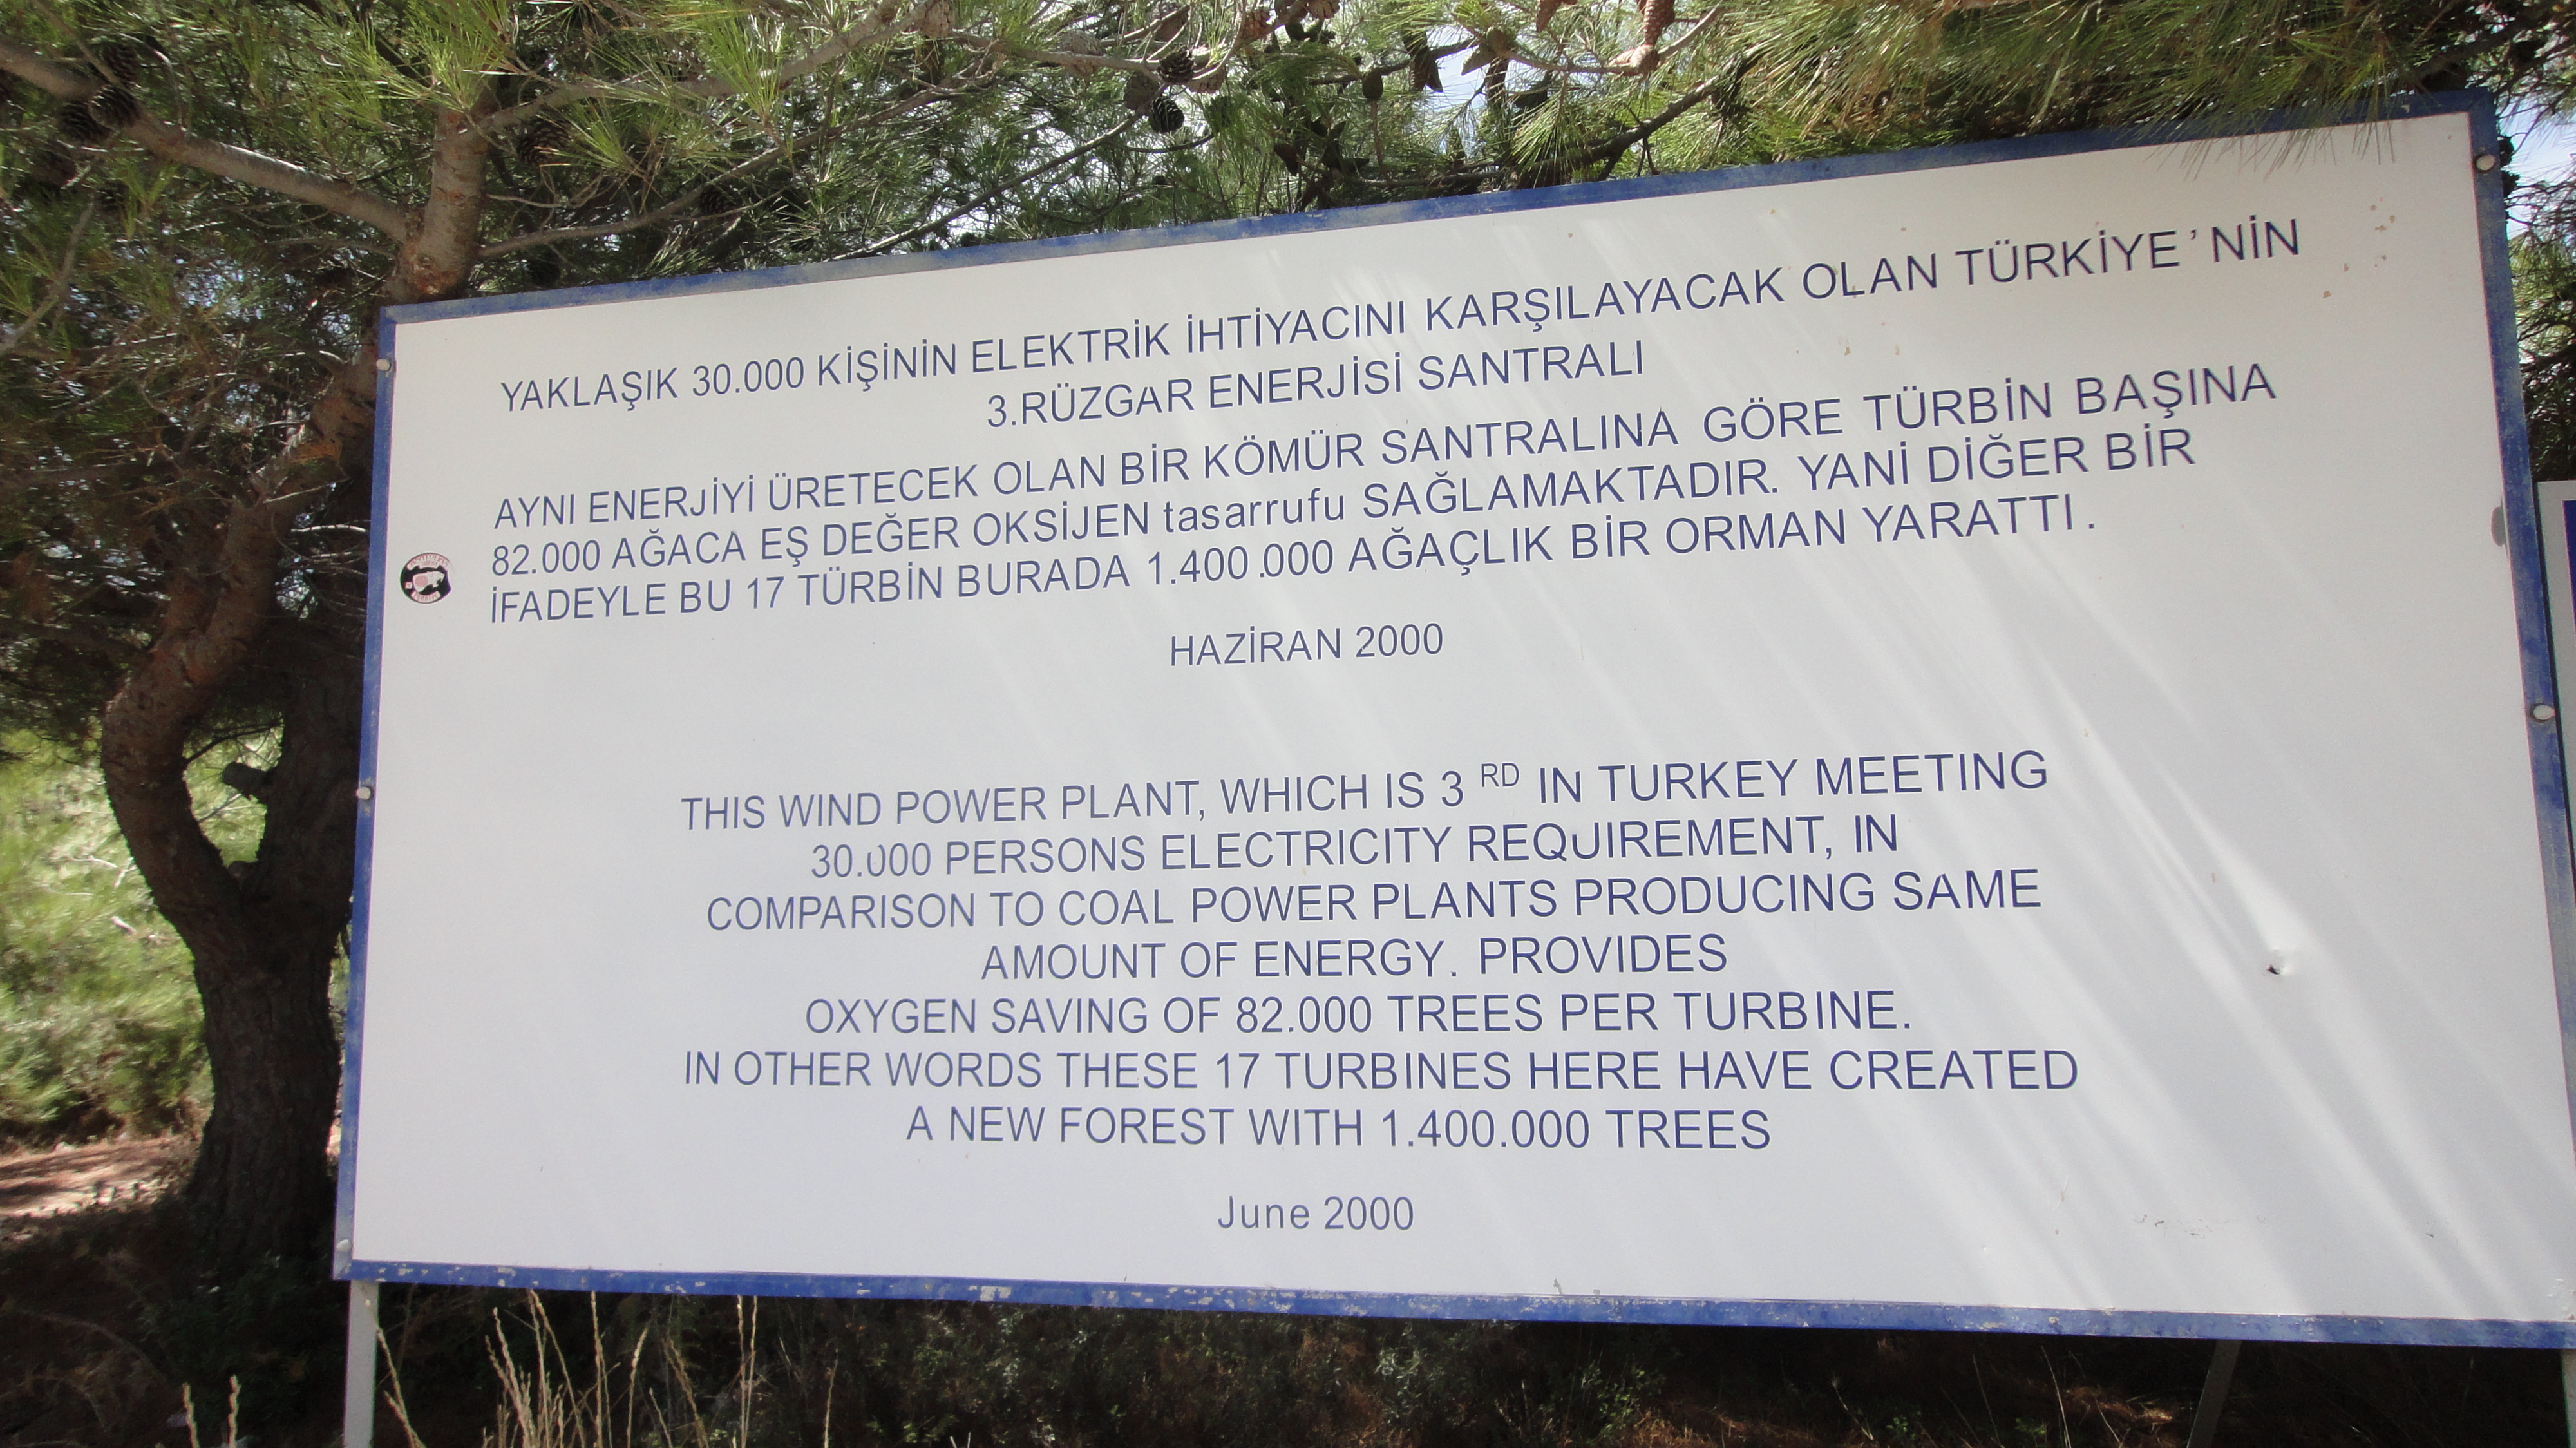 YAKLAŞIK 30.000 KİŞİNİN ELEKTRİK İHTİYACINI KARŞILAYACAK OLAN TÜRKİYE'NİN
3.RÜZGAR ENERJİSİ SANTRALI
AYNI ENERJİYİ ÜRETECEK OLAN BİR KÖMÜR SANTRALINA GÖRE TÜRBİN BAŞINA
82.000 AĞACA EŞ DEĞER OKSİJEN tasarrufu SAĞLAMAKTADIR. YANİ DİĞER BİR
İFADEYLE BU 17 TÜRBİN BURADA 1.400.000 AĞAÇLIK BİR ORMAN YARATTI.
HAZİRAN 2000
THIS WIND POWER PLANT, WHICH IS 3 RD IN TURKEY MEETING
30.000 PERSONS ELECTRICITY REQUIREMENT, IN
COMPARISON TO COAL POWER PLANTS PRODUCING SAME
AMOUNT OF ENERGY. PROVIDES
OXYGEN SAVING OF 82.000 TREES PER TURBINE.
IN OTHER WORDS THESE 17 TURBINES HERE HAVE CREATED
A NEW FOREST WITH 1.400.000 TREES
June 2000